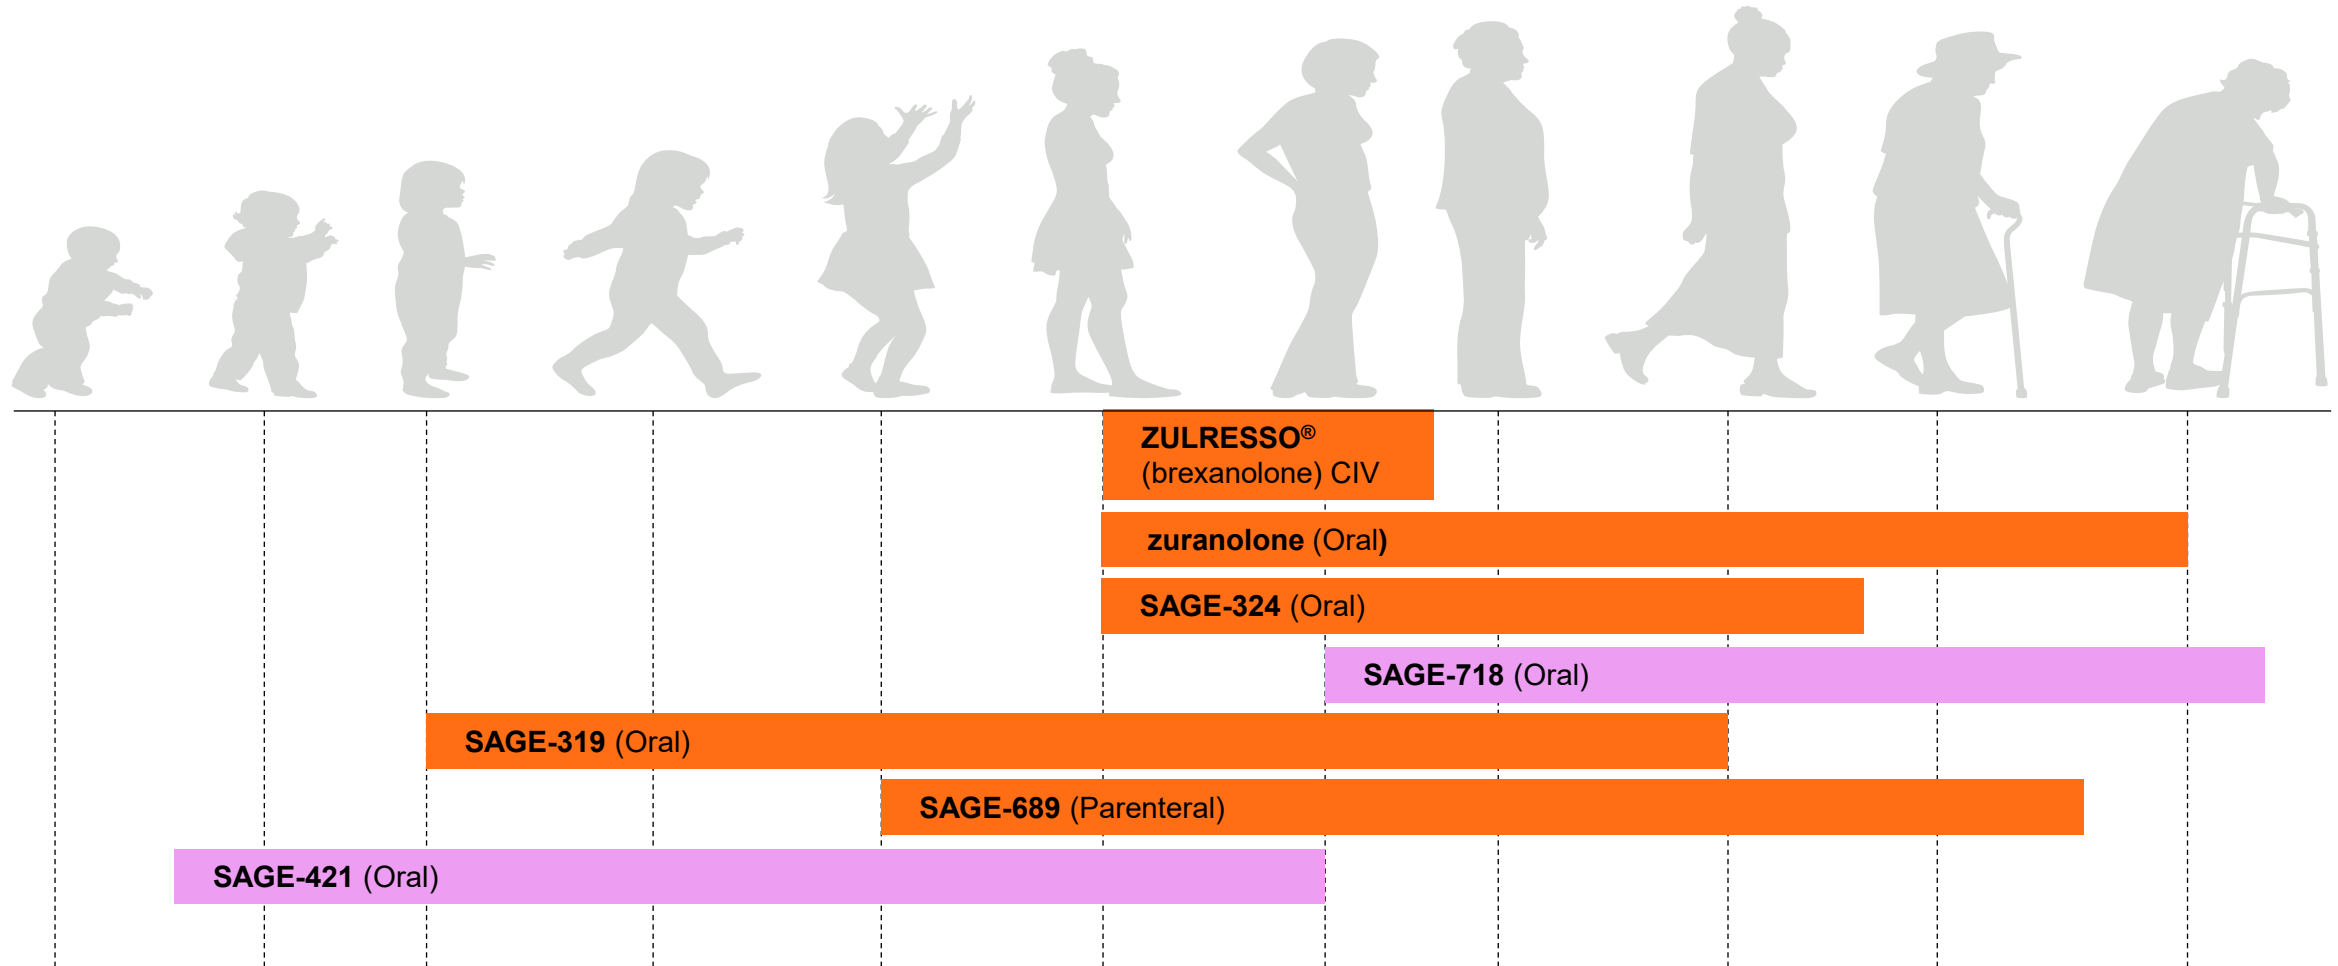 ZULRESSO®
(brexanolone) CIV
zuranolone (Oral)
SAGE-324 (Oral)
SAGE-718 (Oral)
SAGE-319 (Oral)
SAGE-689 (Parenteral)
SAGE-421 (Oral)